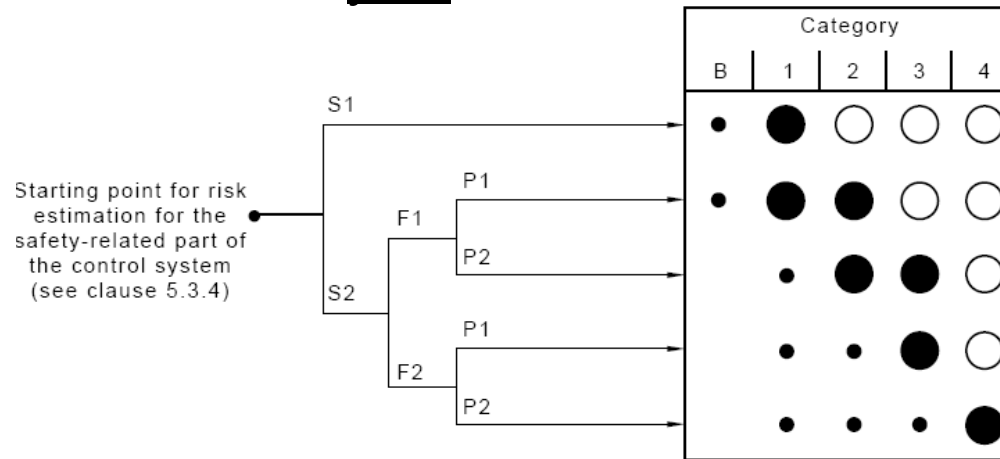 Category
B 1 2 3 4
S1
P1
Starting point for risk
estimation for the
safety-related part of
the control system
(see clause 5.3.4)
F1
P2
S2
P1
F2
P2